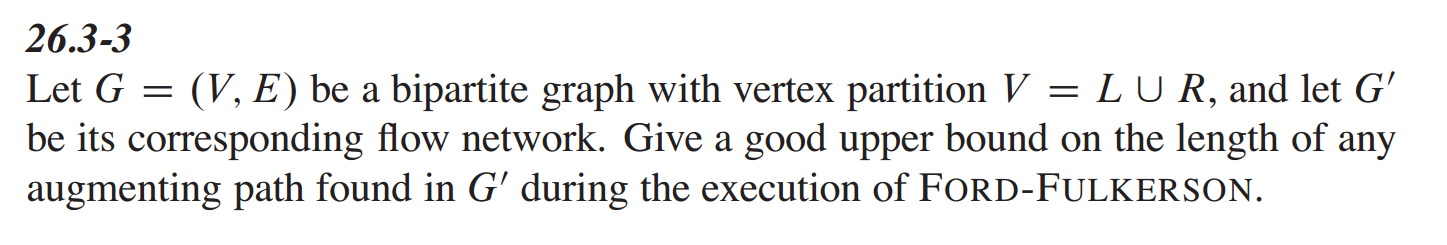 26.3-3
Let G = (V, E) be a bipartite graph with vertex partition V = L ∪ R, and let G′
be its corresponding flow network. Give a good upper bound on the length of any
augmenting path found in G′ during the execution of FORD-FULKERSON.